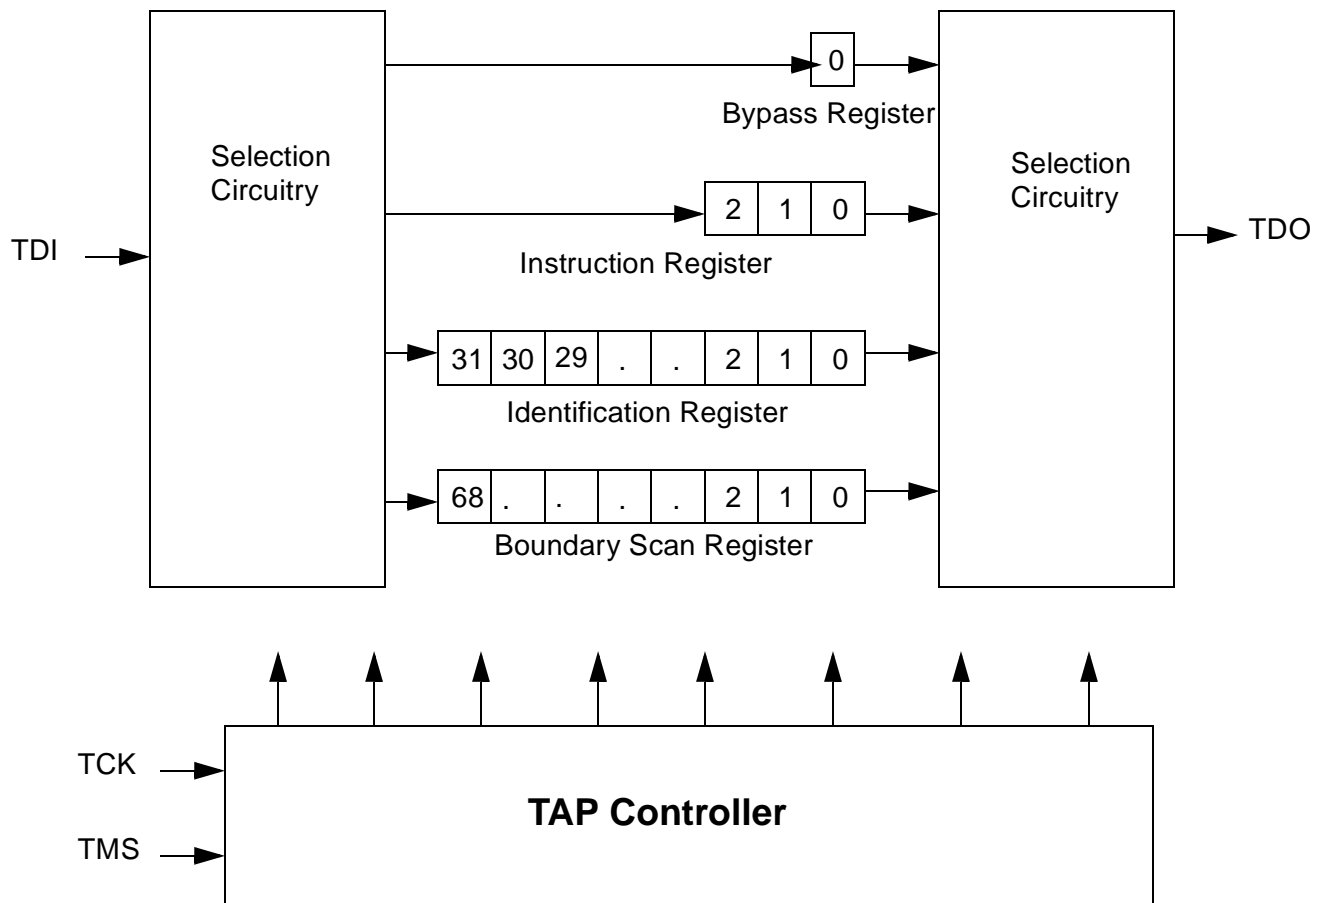 0
Bypass Register
Selection
Circuitry
Selection
Circuitry
2 1 0
TDI
TDO
Instruction Register
31 30 29 . . 2 1 0
Identification Register
68 . . . . 2 1 0
Boundary Scan Register
TCK
TAP Controller
TMS